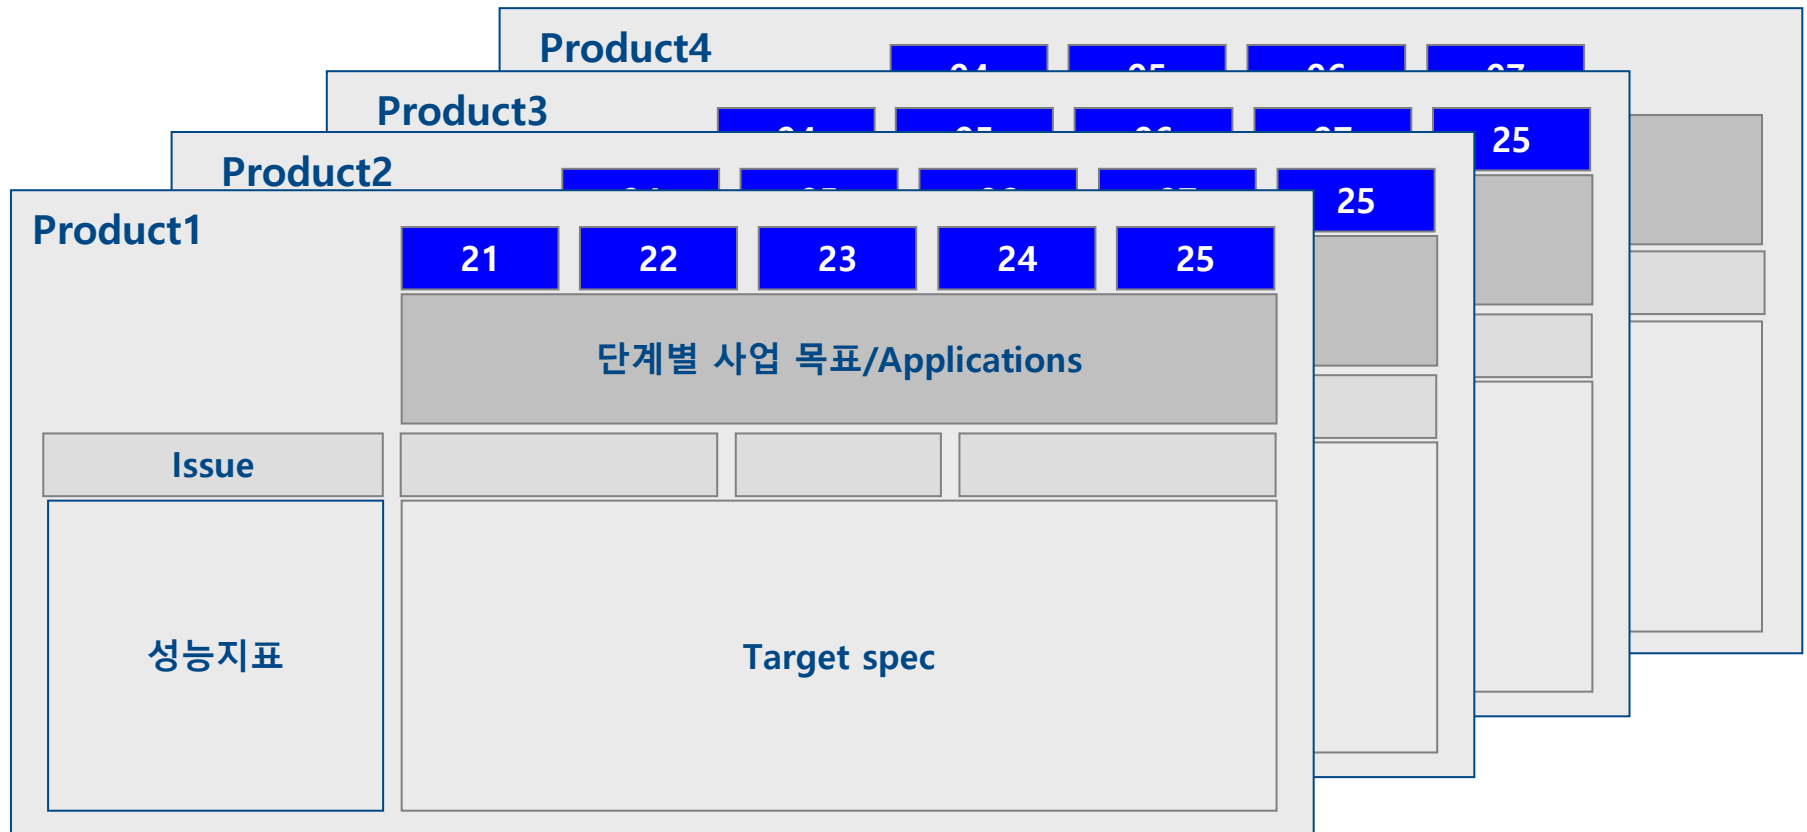 Product4
Product3
25
Product2
25
Product1
21 22 23 24 25
단계별 사업 목표/Applications
Issue
성능지표
Target spec